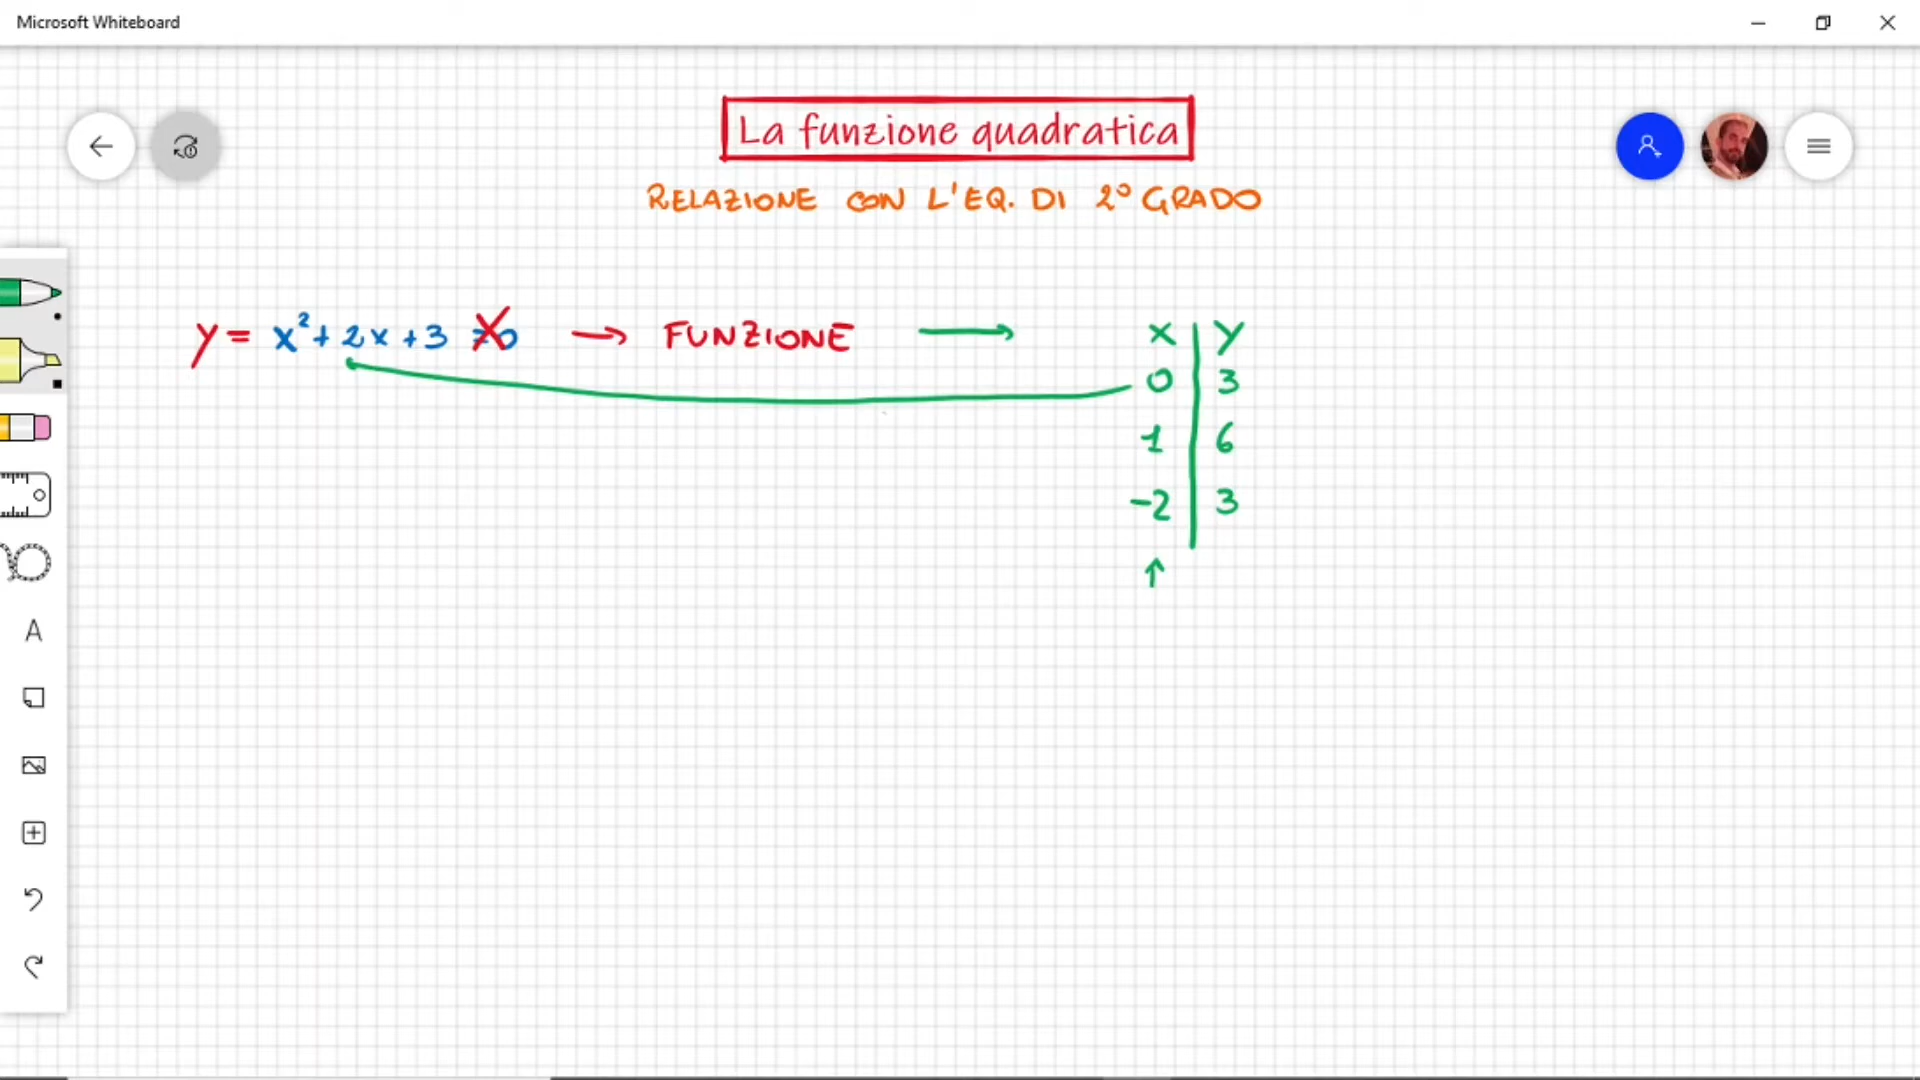 Microsoft Whiteboard
La funzione quadratica
RELAZIONE CON L'EQ. DI 2° GRADO
y = x² + 2x + 3 = 0 → FUNZIONE → x | y
0 | 3
1 | 6
-2 | 3
↑
A